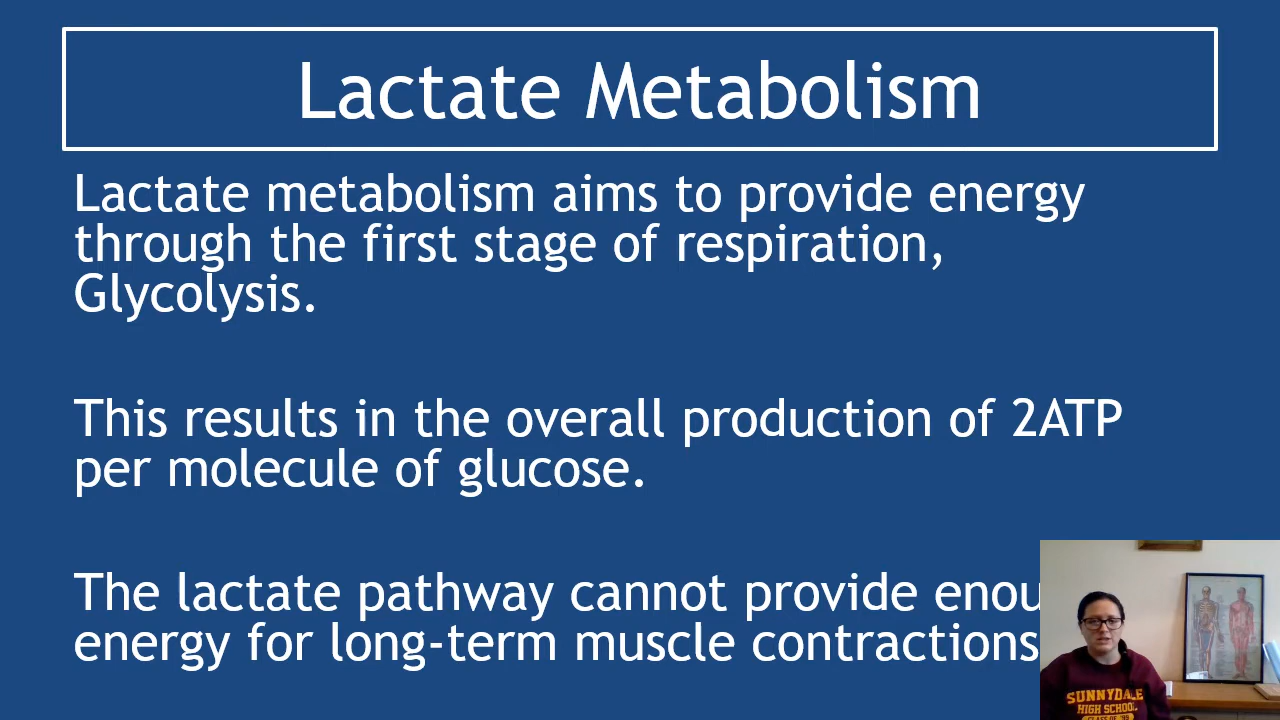 Lactate Metabolism
Lactate metabolism aims to provide energy
through the first stage of respiration,
Glycolysis.
This results in the overall production of 2ATP
per molecule of glucose.
The lactate pathway cannot provide enou
energy for long-term muscle contractions
SUNNYDALE
HIGH SCHOOL